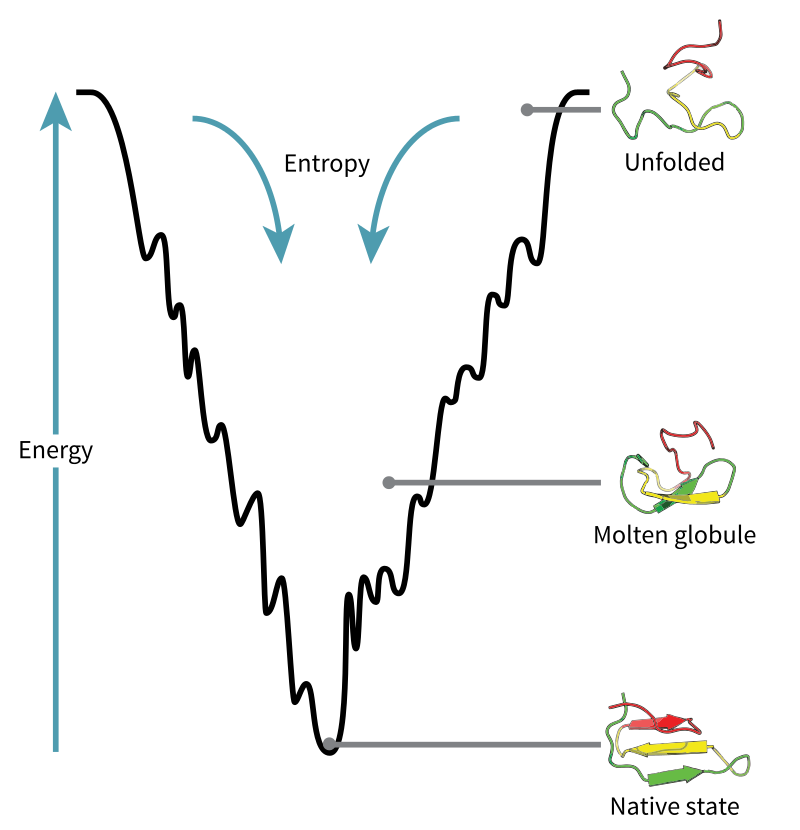 Entropy
Unfolded
Energy
Molten globule
Native state